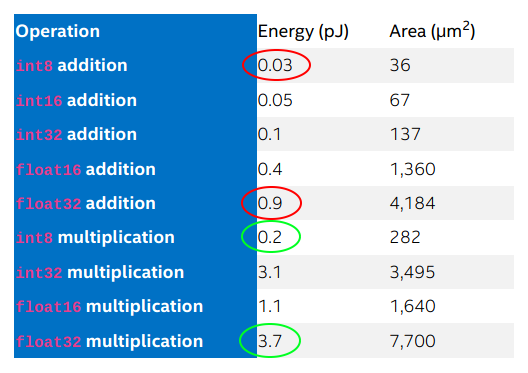 Operation Energy (pJ) Area (μm²)
int8 addition 0.03 36
int16 addition 0.05 67
int32 addition 0.1 137
float16 addition 0.4 1,360
float32 addition 0.9 4,184
int8 multiplication 0.2 282
int32 multiplication 3.1 3,495
float16 multiplication 1.1 1,640
float32 multiplication 3.7 7,700